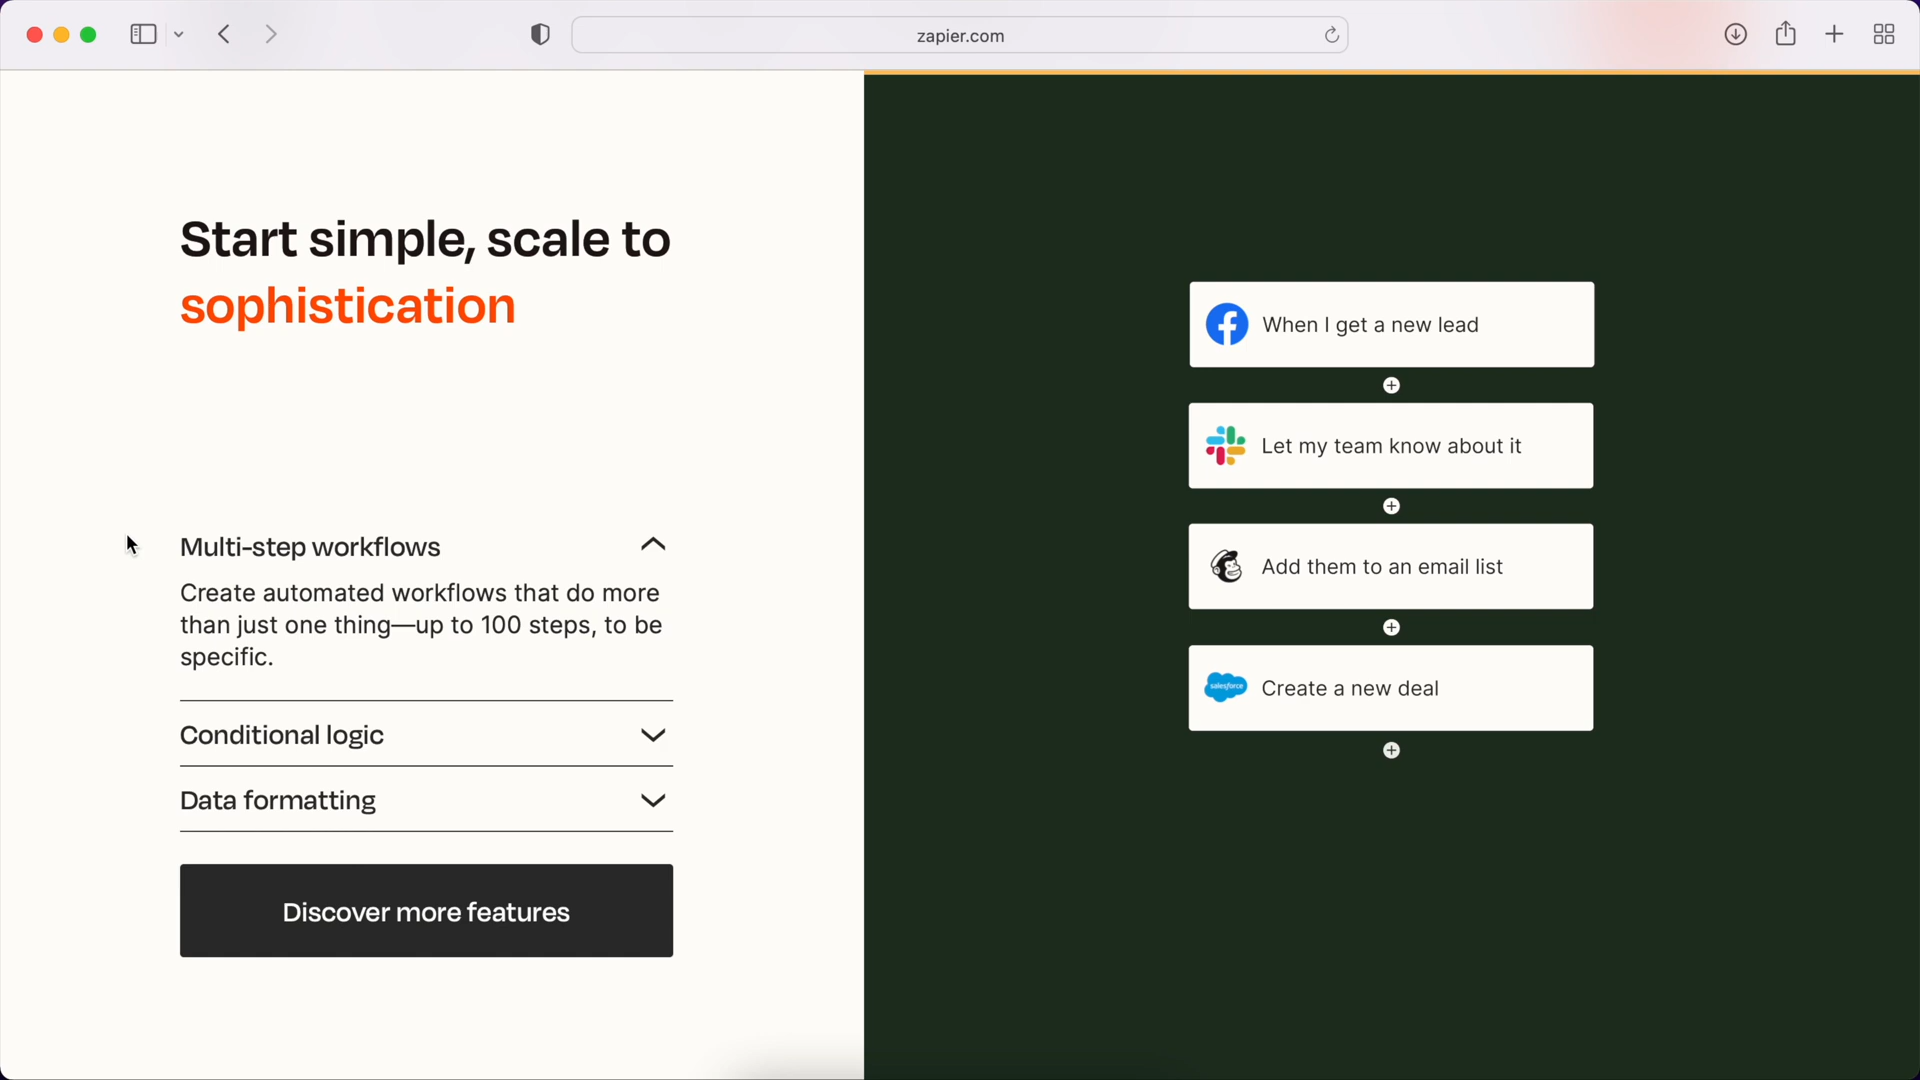 zapier.com
Start simple, scale to
sophistication
Multi-step workflows
Create automated workflows that do more
than just one thing—up to 100 steps, to be
specific.
Conditional logic
Data formatting
Discover more features
When I get a new lead
Let my team know about it
Add them to an email list
salesforce
Create a new deal